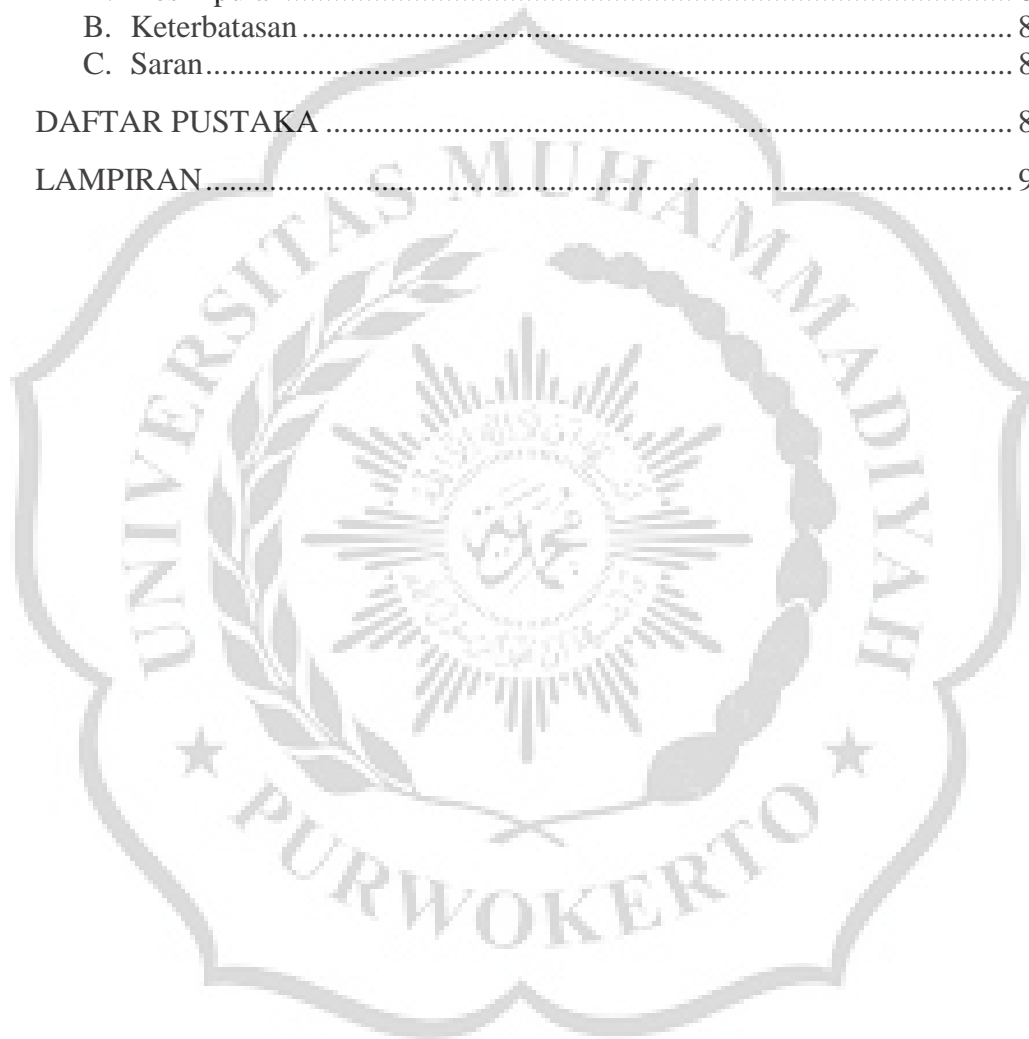 B. Keterbatasan ........................................................................................ 8
C. Saran .................................................................................................... 8
DAFTAR PUSTAKA ..................................................................................... 8
LAMPIRAN .................................................................................................... 9
UNIVERSITAS MUHAMMADIYAH
PURWOKERTO